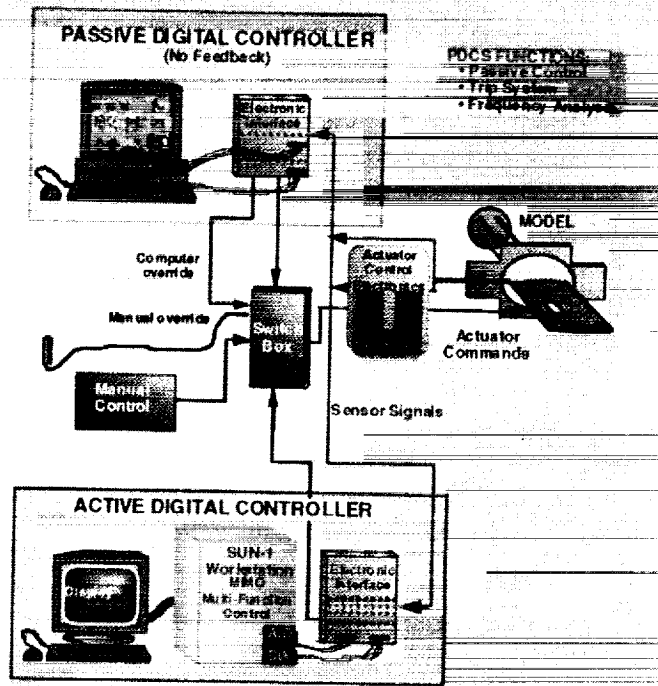 PASSIVE DIGITAL CONTROLLER
(No Feedback)
PDCS FUNCTIONS:
• Passive Control
• Trip System
• Frequency Analyses
Electronic
Interface
MODEL
Computer
override
Actuator
Control
Electronics
Manual override
Switch
Box
Actuator
Commands
Manual
Control
Sensor Signals
ACTIVE DIGITAL CONTROLLER
SUN-1
Workstation
Multi-Function
Control
Electronic
Interface